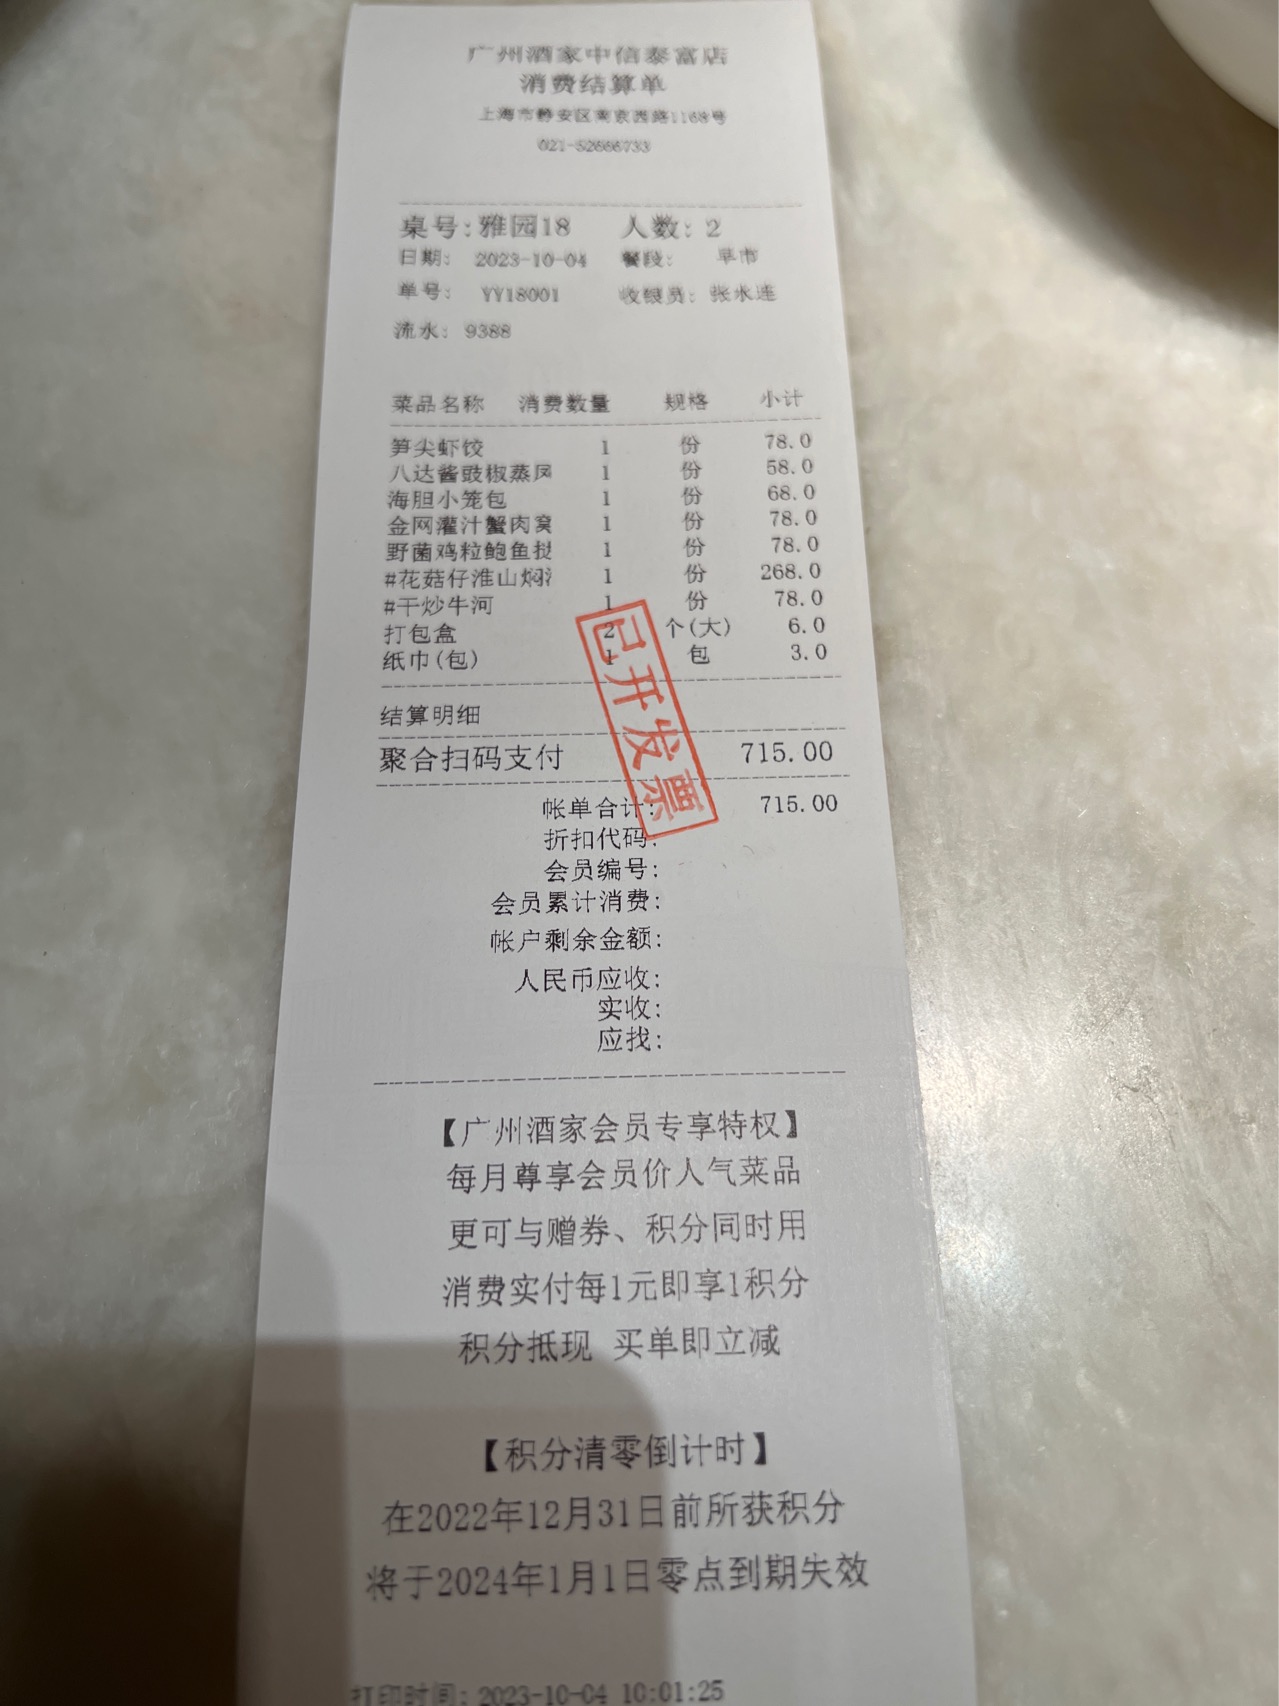 广州酒家中信泰富店
消费结算单
上海市静安区南京西路1168号
021-52666733
桌号:雅园18 人数: 2
日期: 2023-10-04 餐段: 早市
单号: YY18001 收银员: 张水连
流水: 9388
菜品名称 消费数量 规格 小计
笋尖虾饺 1 份 78.0
八达酱豉椒蒸凤 1 份 58.0
海胆小笼包 1 份 68.0
金网灌汁蟹肉窝 1 份 78.0
野菌鸡粒鲍鱼挞 1 份 78.0
#花菇仔淮山焖 1 份 268.0
#干炒牛河 1 份 78.0
打包盒 2 个(大) 6.0
纸巾(包) 1 包 3.0
已开发票
结算明细
聚合扫码支付 715.00
帐单合计: 715.00
折扣代码:
会员编号:
会员累计消费:
帐户剩余金额:
人民币应收:
实收:
应找:
【广州酒家会员专享特权】
每月尊享会员价人气菜品
更可与赠券、积分同时用
消费实付每1元即享1积分
积分抵现 买单即立减
【积分清零倒计时】
在2022年12月31日前所获积分
将于2024年1月1日零点到期失效
打印时间: 2023-10-04 10:01:25